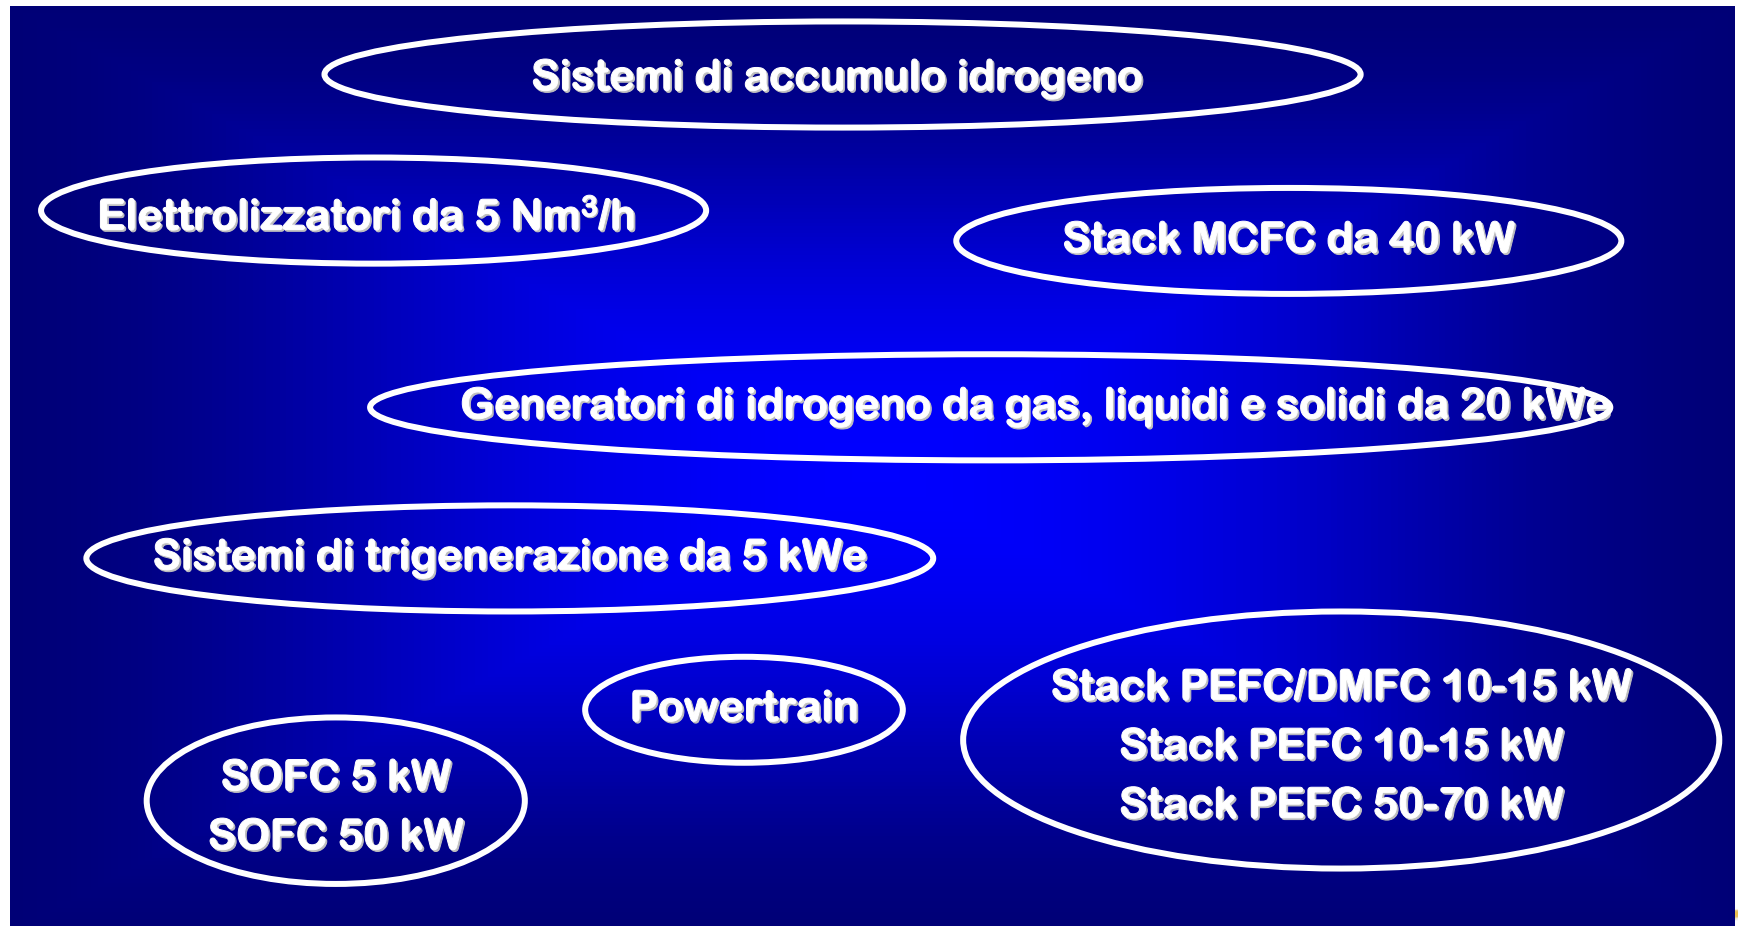 Sistemi di accumulo idrogeno
Elettrolizzatori da 5 Nm³/h
Stack MCFC da 40 kW
Generatori di idrogeno da gas, liquidi e solidi da 20 kWe
Sistemi di trigenerazione da 5 kWe
Powertrain
Stack PEFC/DMFC 10-15 kW
Stack PEFC 10-15 kW
Stack PEFC 50-70 kW
SOFC 5 kW
SOFC 50 kW